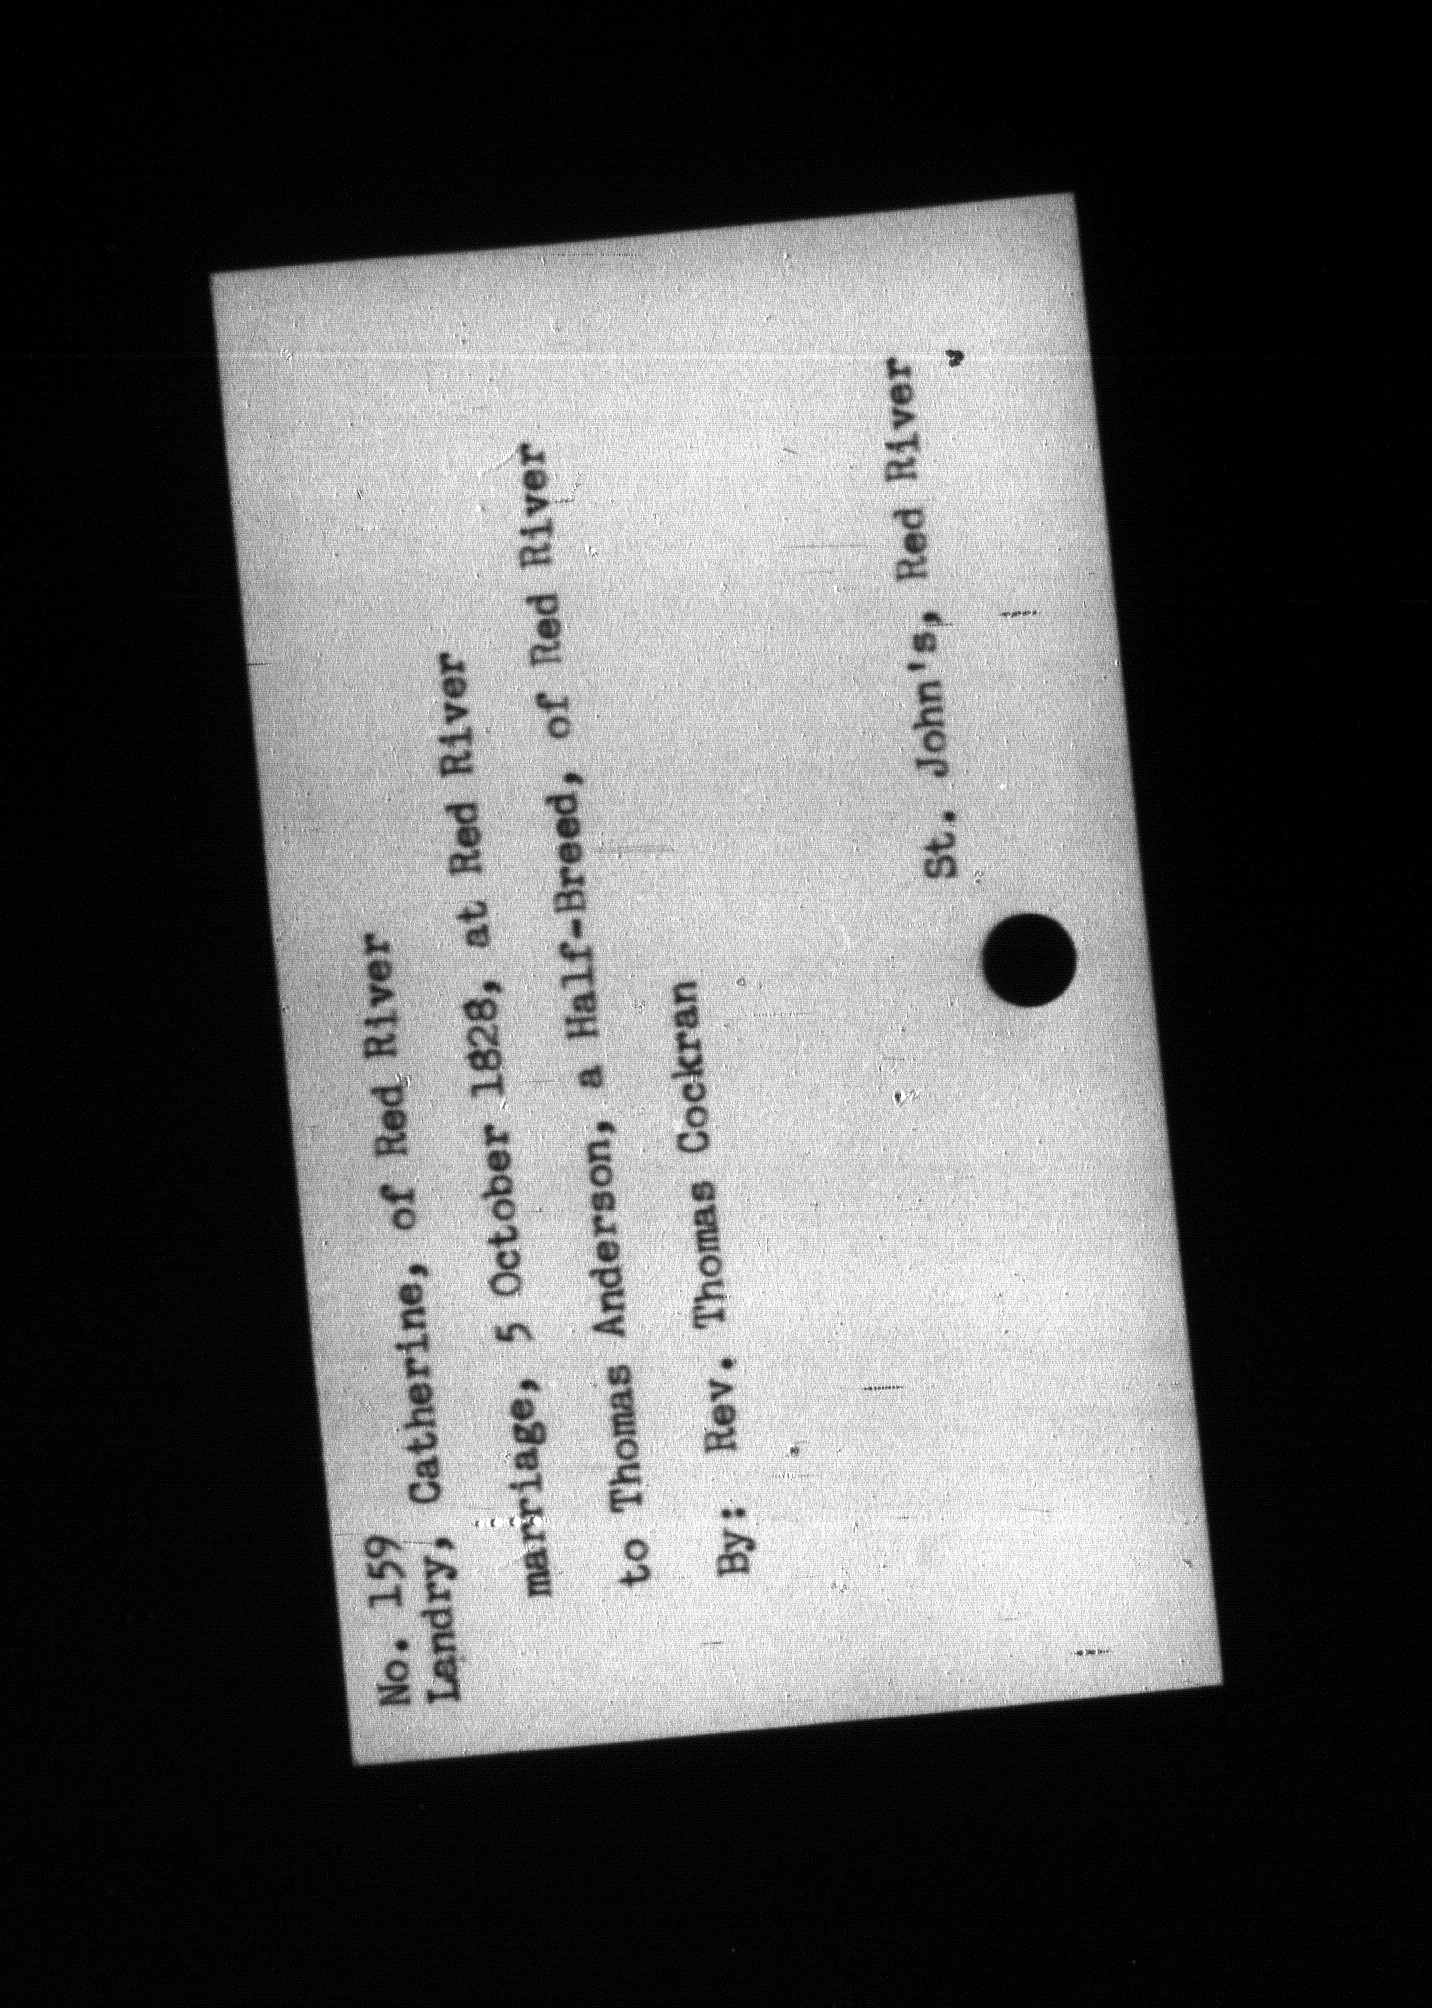 No. 159
Landry, Catherine, of Red River
marriage, 5 October 1828, at Red River
to Thomas Anderson, a Half-Breed, of Red River
By: Rev. Thomas Cockran
St. John's, Red River